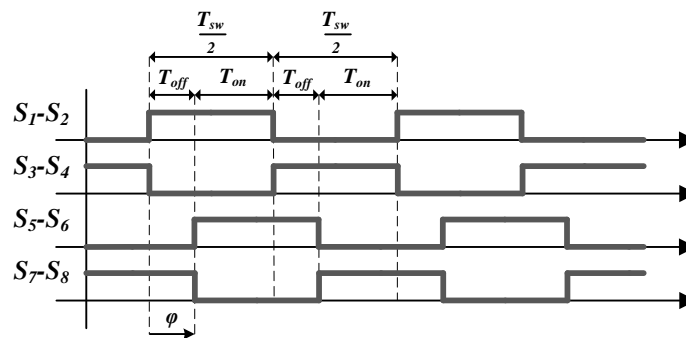 T_sw/2 T_sw/2
T_off T_on T_off T_on
S_1-S_2
S_3-S_4
S_5-S_6
S_7-S_8
φ